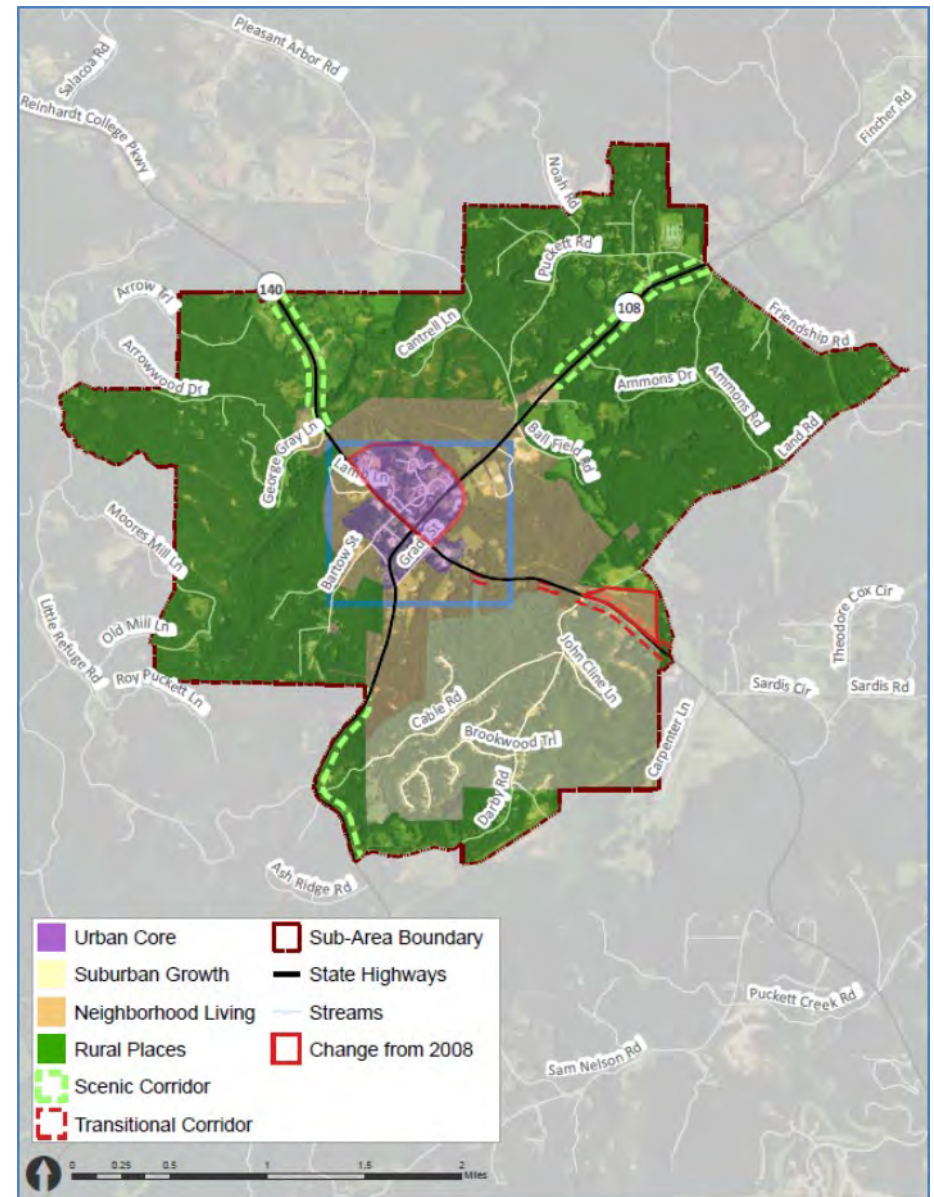 Pleasant Arbor Rd
Salacoa Rd
Reinhardt College Pkwy
Fincher Rd
Noah Rd
Puckett Rd
140
108
Arrow Trl
Cantrell Ln
Friendship Rd
Arrowwood Dr
Ammons Dr
Ammons Rd
George Gray Ln
Ball Field Rd
Land Rd
Bartow St
Moores Mill Ln
Theodore Cox Cir
Little Refuge Rd
Old Mill Ln
John Cline Ln
Roy Puckett Ln
Sardis Cir
Sardis Rd
Cable Rd
Brookwood Trl
Carpenter Ln
Darby Rd
Ash Ridge Rd
Urban Core
Sub-Area Boundary
Suburban Growth
State Highways
Neighborhood Living
Streams
Rural Places
Change from 2008
Scenic Corridor
Transitional Corridor
Puckett Creek Rd
Sam Nelson Rd
0 0.25 0.5 1 1.5 2
Miles